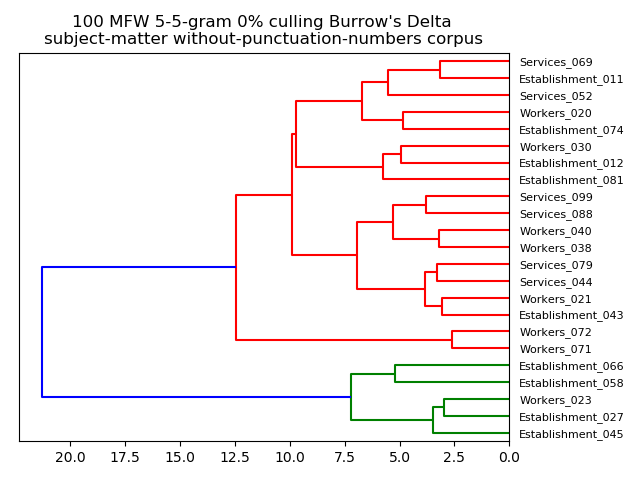 100 MFW 5-5-gram 0% culling Burrow's Delta
subject-matter without-punctuation-numbers corpus
Services_069
Establishment_011
Services_052
Workers_020
Establishment_074
Workers_030
Establishment_012
Establishment_081
Services_099
Services_088
Workers_040
Workers_038
Services_079
Services_044
Workers_021
Establishment_043
Workers_072
Workers_071
Establishment_066
Establishment_058
Workers_023
Establishment_027
Establishment_045
20.0 17.5 15.0 12.5 10.0 7.5 5.0 2.5 0.0